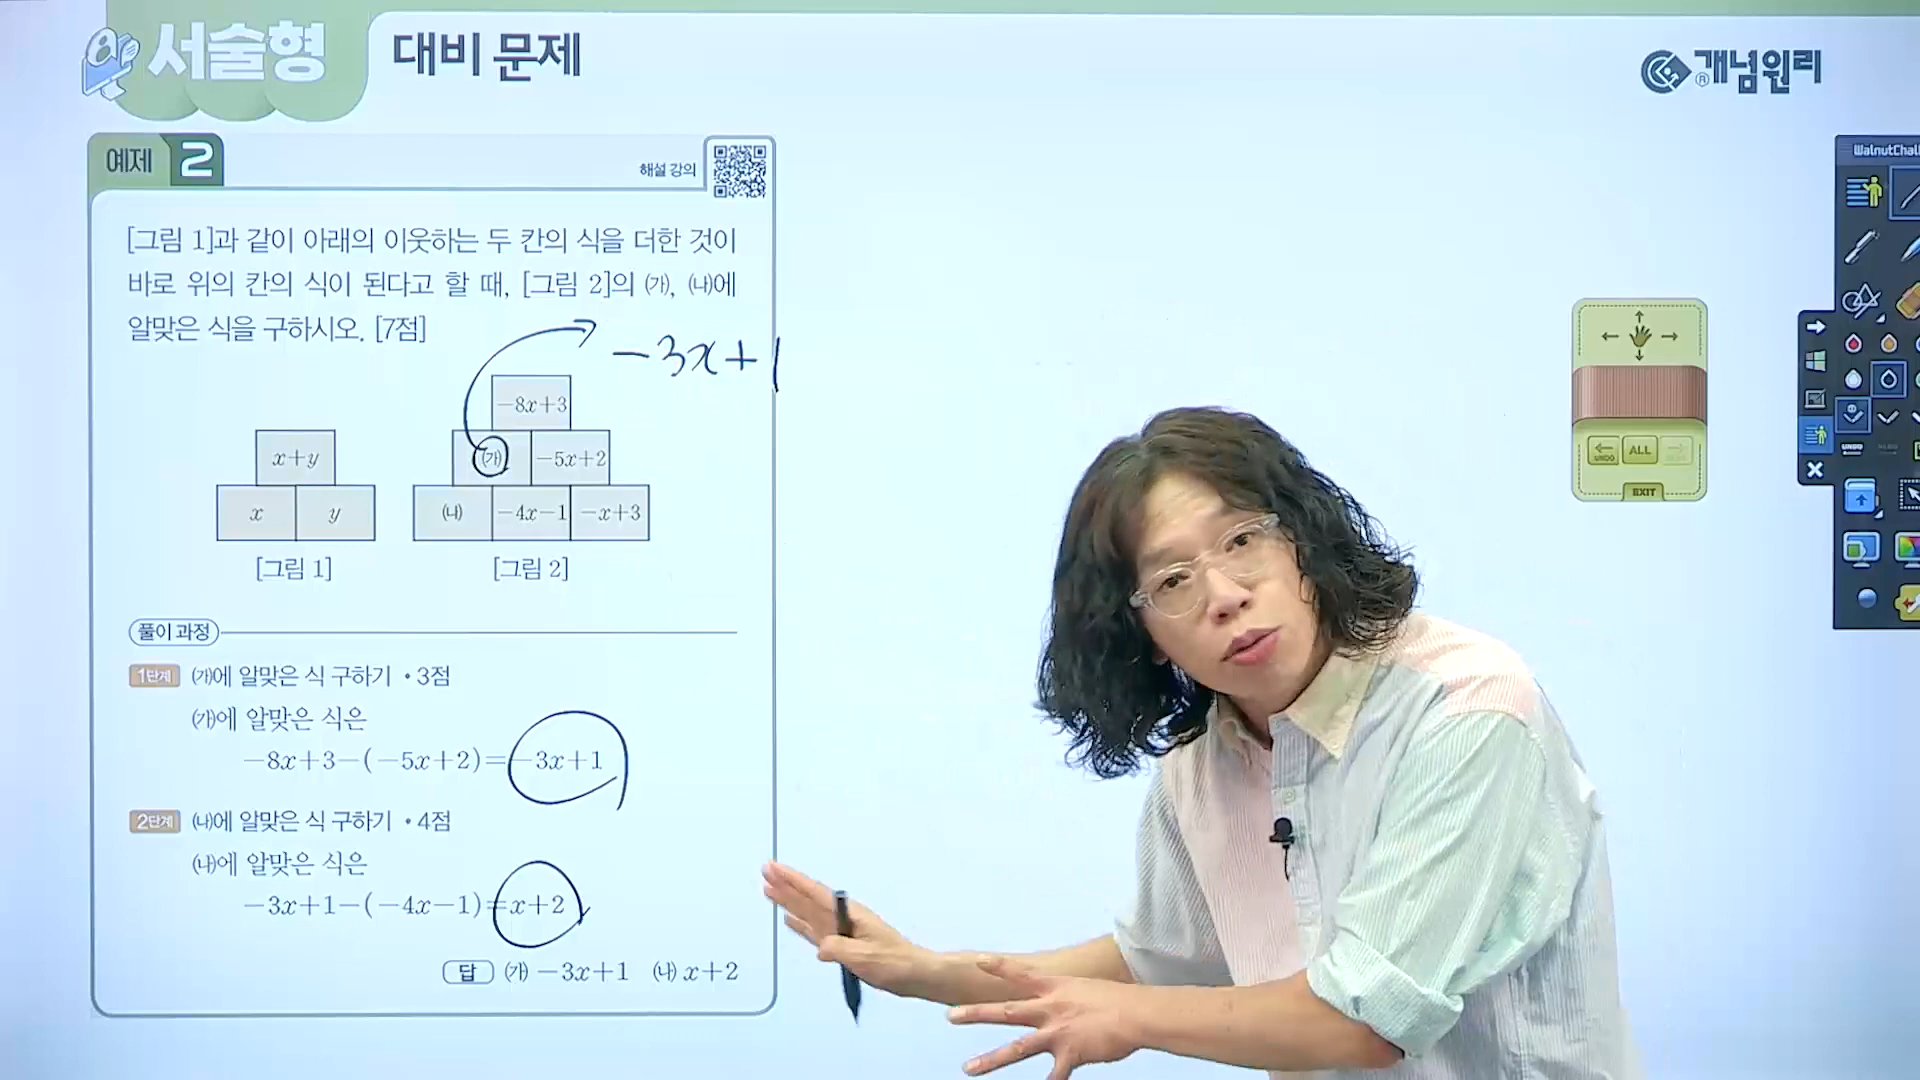 서술형 대비 문제
개념원리
예제 2
해설 강의
[그림 1]과 같이 아래의 이웃하는 두 칸의 식을 더한 것이
바로 위의 칸의 식이 된다고 할 때, [그림 2]의 ㈎, ㈏에
알맞은 식을 구하시오. [7점]
-3x+1
-8x+3
x+y
㈎ -5x+2
x y
㈏ -4x-1 -x+3
[그림 1] [그림 2]
풀이 과정
1단계 ㈎에 알맞은 식 구하기 • 3점
㈎에 알맞은 식은
-8x+3-(-5x+2)=-3x+1
2단계 ㈏에 알맞은 식 구하기 • 4점
㈏에 알맞은 식은
-3x+1-(-4x-1)=x+2
답 ㈎ -3x+1 ㈏ x+2
UNDO ALL
EXIT
UNDO